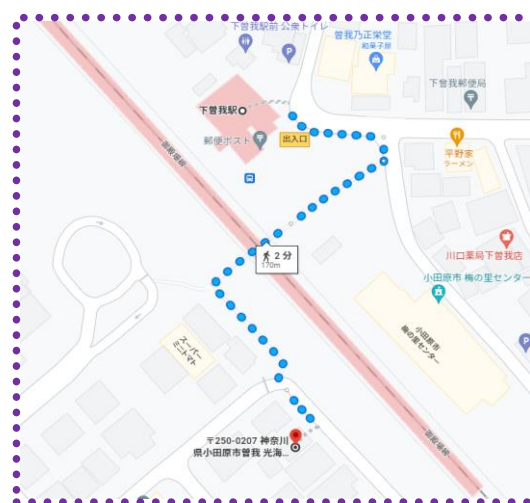 下曽我駅前 公衆トイレ
曽我乃正栄堂
和菓子屋
下曽我郵便局
下曽我駅
郵便ポスト
出入口
平野家
ラーメン
御殿場線
川口薬局下曽我店
2 分
170m
小田原市 梅の里センター
小田原市
梅の里センター
スーパー
ミニトマト
〒250-0207 神奈川
県小田原市曽我 光海...
御殿場線